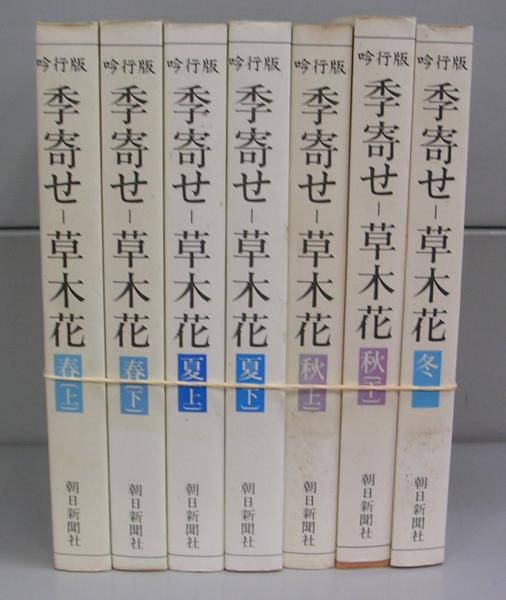 吟行版
季寄せ－草木花
春［上］
朝日新聞社
吟行版
季寄せ－草木花
春［下］
朝日新聞社
吟行版
季寄せ－草木花
夏［上］
朝日新聞社
吟行版
季寄せ－草木花
夏［下］
朝日新聞社
吟行版
季寄せ－草木花
秋［上］
朝日新聞社
吟行版
季寄せ－草木花
秋［下］
朝日新聞社
吟行版
季寄せ－草木花
冬
朝日新聞社